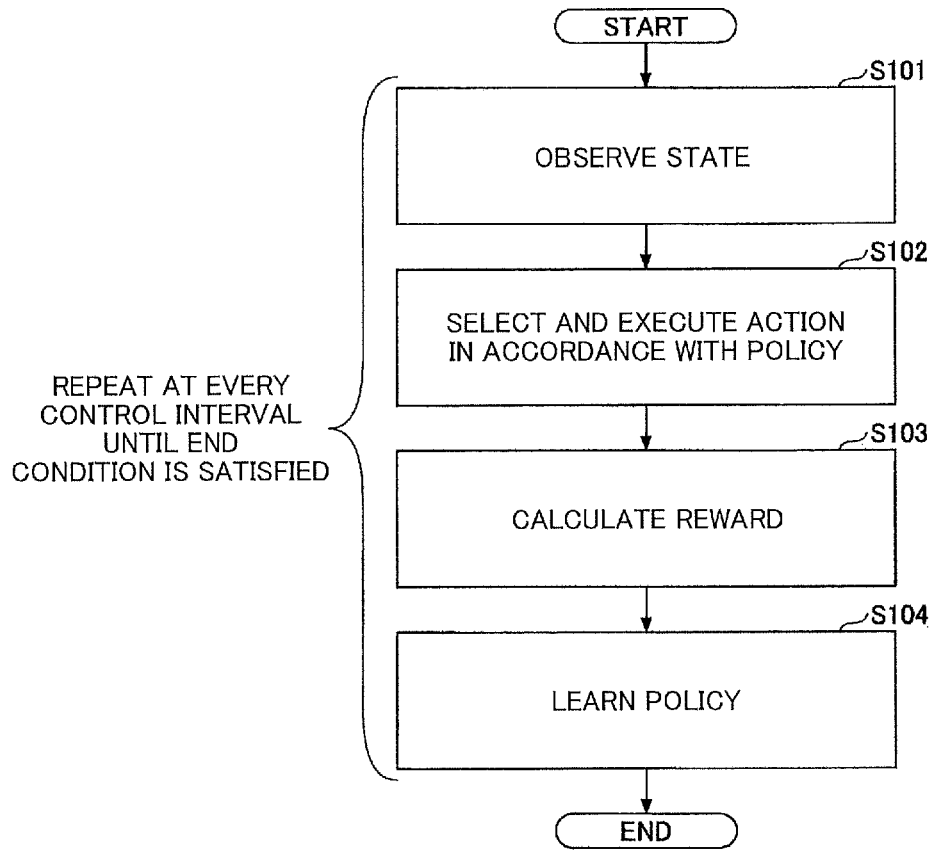 START
S101
OBSERVE STATE
S102
SELECT AND EXECUTE ACTION
IN ACCORDANCE WITH POLICY
REPEAT AT EVERY
CONTROL INTERVAL
UNTIL END
CONDITION IS SATISFIED
S103
CALCULATE REWARD
S104
LEARN POLICY
END